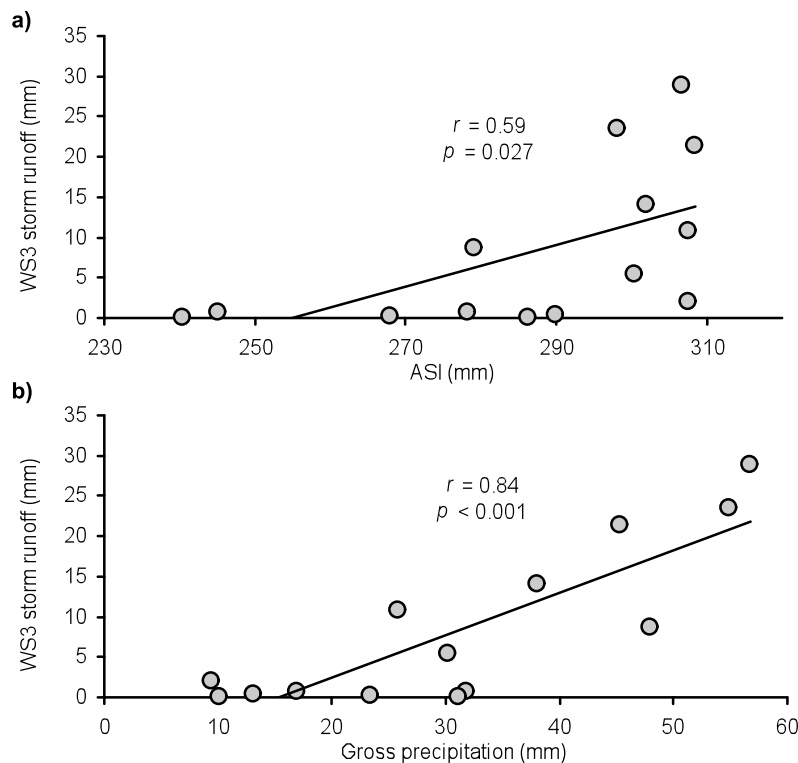 a)
35
30
25
20
15
10
5
0
WS3 storm runoff (mm)
r = 0.59
p = 0.027
230 250 270 290 310
ASI (mm)
b)
35
30
25
20
15
10
5
0
WS3 storm runoff (mm)
r = 0.84
p < 0.001
0 10 20 30 40 50 60
Gross precipitation (mm)